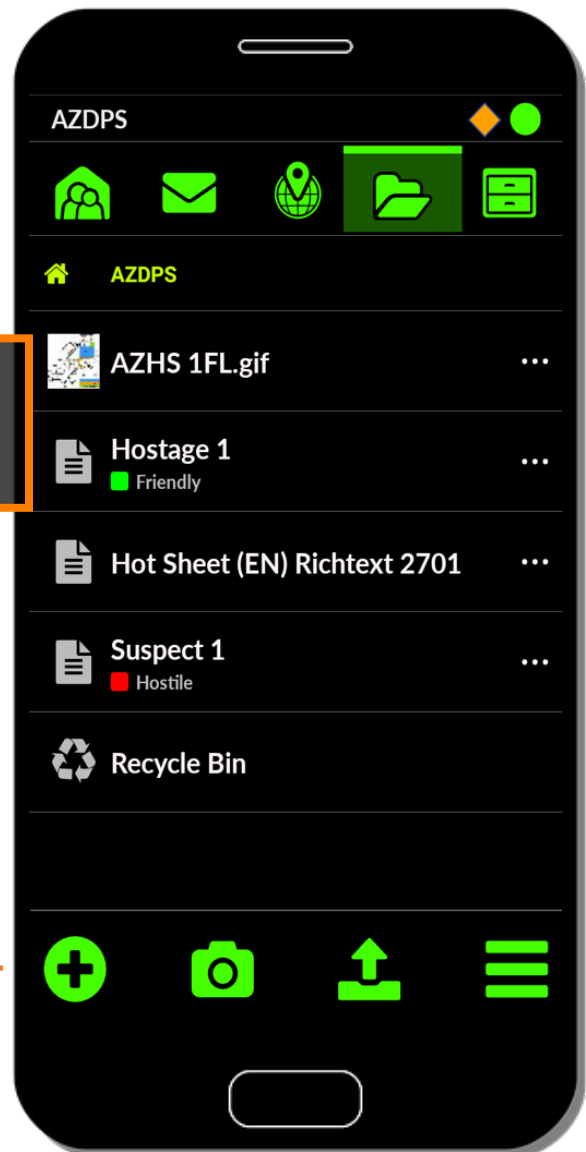 AZDPS
AZDPS
AZHS 1FL.gif
Hostage 1
Friendly
Hot Sheet (EN) Richtext 2701
Suspect 1
Hostile
Recycle Bin